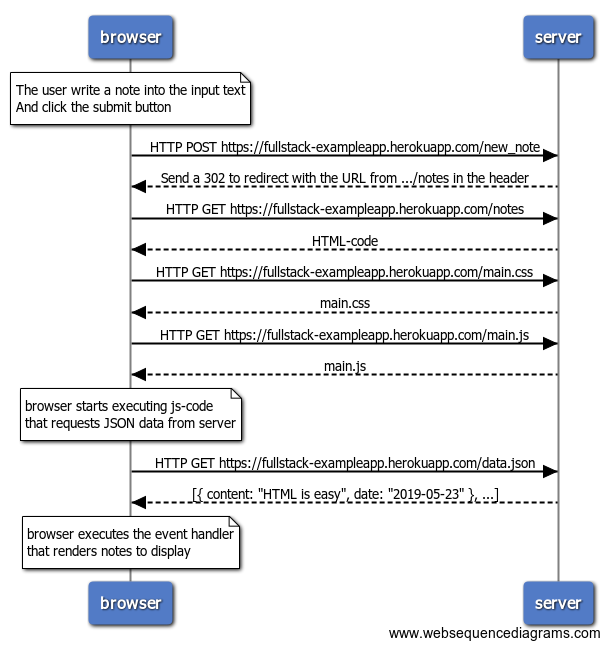 browser
server
The user write a note into the input text
And click the submit button
HTTP POST https://fullstack-exampleapp.herokuapp.com/new_note
Send a 302 to redirect with the URL from .../notes in the header
HTTP GET https://fullstack-exampleapp.herokuapp.com/notes
HTML-code
HTTP GET https://fullstack-exampleapp.herokuapp.com/main.css
main.css
HTTP GET https://fullstack-exampleapp.herokuapp.com/main.js
main.js
browser starts executing js-code
that requests JSON data from server
HTTP GET https://fullstack-exampleapp.herokuapp.com/data.json
[{ content: "HTML is easy", date: "2019-05-23" }, ...]
browser executes the event handler
that renders notes to display
browser
server
www.websequencediagrams.com